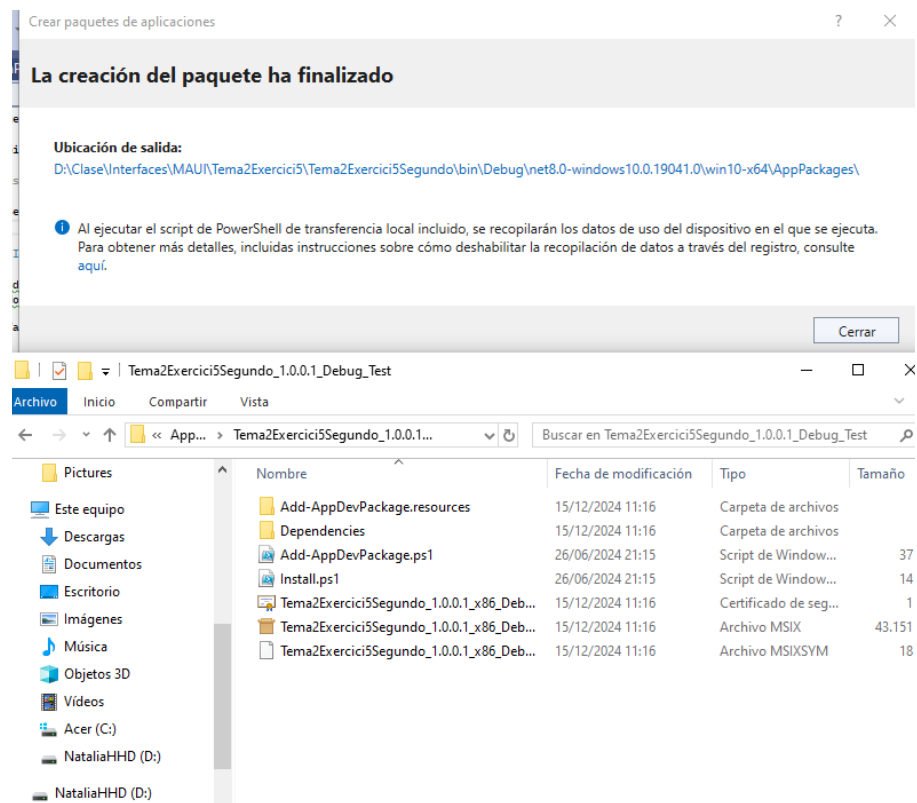 Crear paquetes de aplicaciones
La creación del paquete ha finalizado
Ubicación de salida:
D:\Clase\Interfaces\MAUI\Tema2Exercici5\Tema2Exercici5Segundo\bin\Debug\net8.0-windows10.0.19041.0\win10-x64\AppPackages\
Al ejecutar el script de PowerShell de transferencia local incluido, se recopilarán los datos de uso del dispositivo en el que se ejecuta.
Para obtener más detalles, incluidas instrucciones sobre cómo deshabilitar la recopilación de datos a través del registro, consulte
aquí.
Cerrar
Tema2Exercici5Segundo_1.0.0.1_Debug_Test
Archivo Inicio Compartir Vista
« App... › Tema2Exercici5Segundo_1.0.0.1... Buscar en Tema2Exercici5Segundo_1.0.0.1_Debug_Test
Pictures
Este equipo
Descargas
Documentos
Escritorio
Imágenes
Música
Objetos 3D
Vídeos
Acer (C:)
NataliaHHD (D:)
NataliaHHD (D:)
Nombre Fecha de modificación Tipo Tamaño
Add-AppDevPackage.resources 15/12/2024 11:16 Carpeta de archivos
Dependencies 15/12/2024 11:16 Carpeta de archivos
Add-AppDevPackage.ps1 26/06/2024 21:15 Script de Window... 37
Install.ps1 26/06/2024 21:15 Script de Window... 14
Tema2Exercici5Segundo_1.0.0.1_x86_Deb... 15/12/2024 11:16 Certificado de seg... 1
Tema2Exercici5Segundo_1.0.0.1_x86_Deb... 15/12/2024 11:16 Archivo MSIX 43.151
Tema2Exercici5Segundo_1.0.0.1_x86_Deb... 15/12/2024 11:16 Archivo MSIXSYM 18